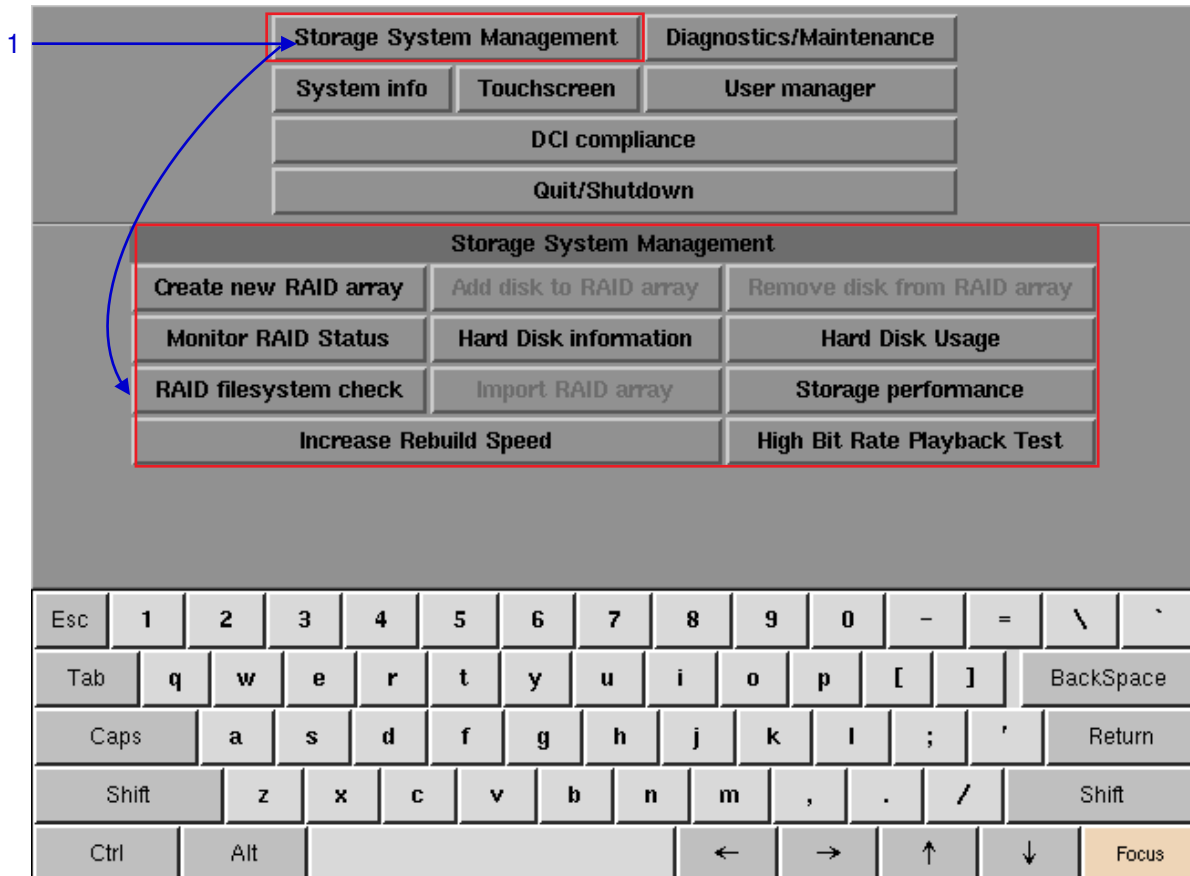 1
Storage System Management Diagnostics/Maintenance
System info Touchscreen User manager
DCI compliance
Quit/Shutdown
Storage System Management
Create new RAID array Add disk to RAID array Remove disk from RAID array
Monitor RAID Status Hard Disk information Hard Disk Usage
RAID filesystem check Import RAID array Storage performance
Increase Rebuild Speed High Bit Rate Playback Test
Esc 1 2 3 4 5 6 7 8 9 0 - = \ `
Tab q w e r t y u i o p [ ] BackSpace
Caps a s d f g h j k l ; ' Return
Shift z x c v b n m , . / Shift
Ctrl Alt ← → ↑ ↓ Focus